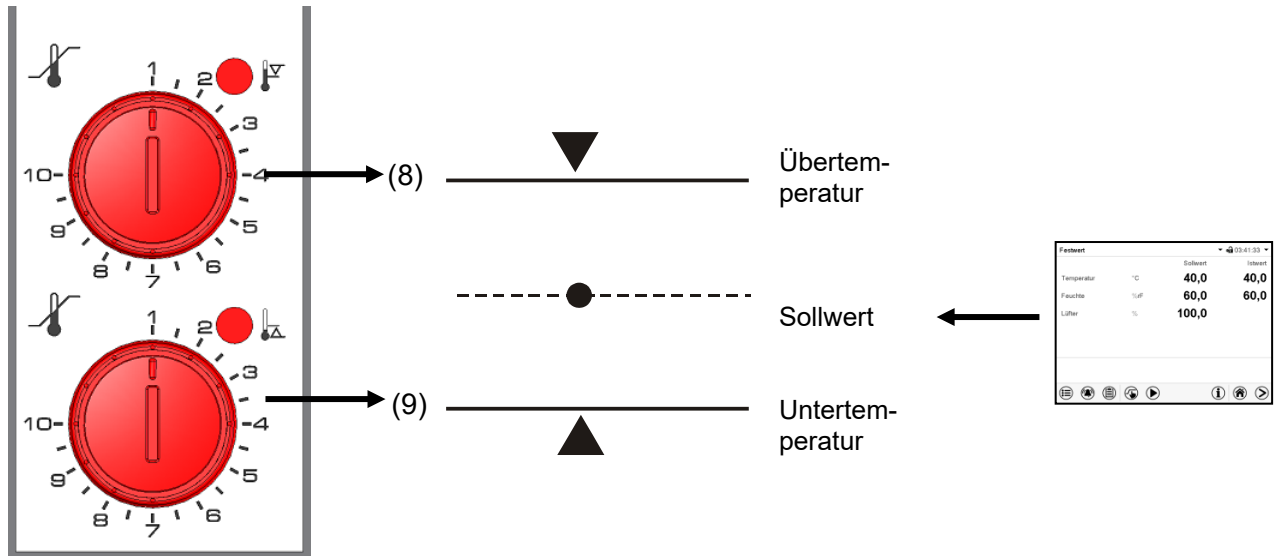 1
2
3
4
5
6
7
8
9
10
1
2
3
4
5
6
7
8
9
10
(8)
Übertem-
peratur
Sollwert
(9)
Untertem-
peratur
Festwert 03:41:33
Sollwert Istwert
Temperatur °C 40,0 40,0
Feuchte %rF 60,0 60,0
Lüfter % 100,0